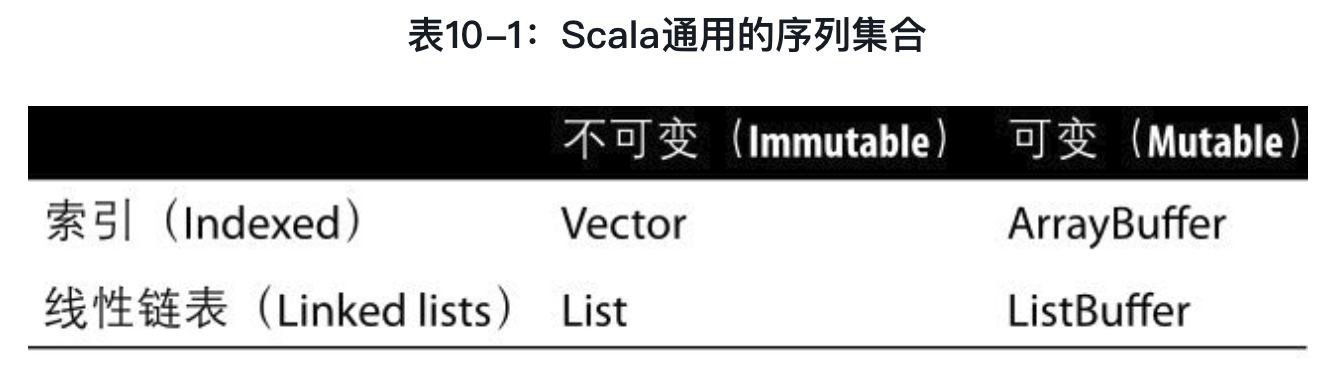 表10–1：Scala通用的序列集合
不可变（Immutable） 可变（Mutable）
索引（Indexed） Vector ArrayBuffer
线性链表（Linked lists） List ListBuffer